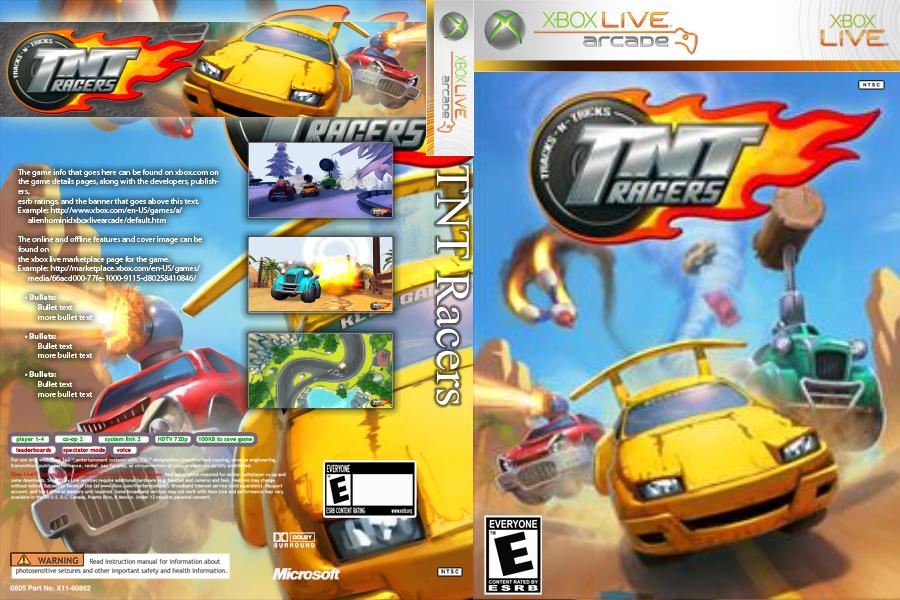 TRACKS-N-TRICKS
TNT
RACERS
RACERS
The game info that goes here can be found on xbox.com on
the game details pages, along with the developers, publish-
ers,
esrb ratings, and the banner that goes above this text.
Example: http://www.xbox.com/en-US/games/a/
alienhominidxboxlivearcade/default.htm
The online and offline features and cover image can be
found on
the xbox live marketplace page for the game.
Example: http://marketplace.xbox.com/en-US/games/
media/66acd000-77fe-1000-9115-d80258410846/
• Bullets:
Bullet text
more bullet text
• Bullets:
Bullet text
more bullet text
• Bullets:
Bullet text
more bullet text
player 1-4
co-op 2
system link 2
HDTV 720p
100KB to save game
leaderboards
spectator mode
voice
EVERYONE
E
ESRB CONTENT RATING www.esrb.org
DOLBY
SURROUND
WARNING Read instruction manual for information about
photosensitive seizures and other important safety and health information.
0605 Part No. X11-60862
Microsoft
NTSC
XBOX LIVE
arcade
TNT Racers
XBOX LIVE
arcade
XBOX
LIVE
NTSC
TRACKS-N-TRICKS
TNT
RACERS
EVERYONE
E
CONTENT RATED BY
ESRB